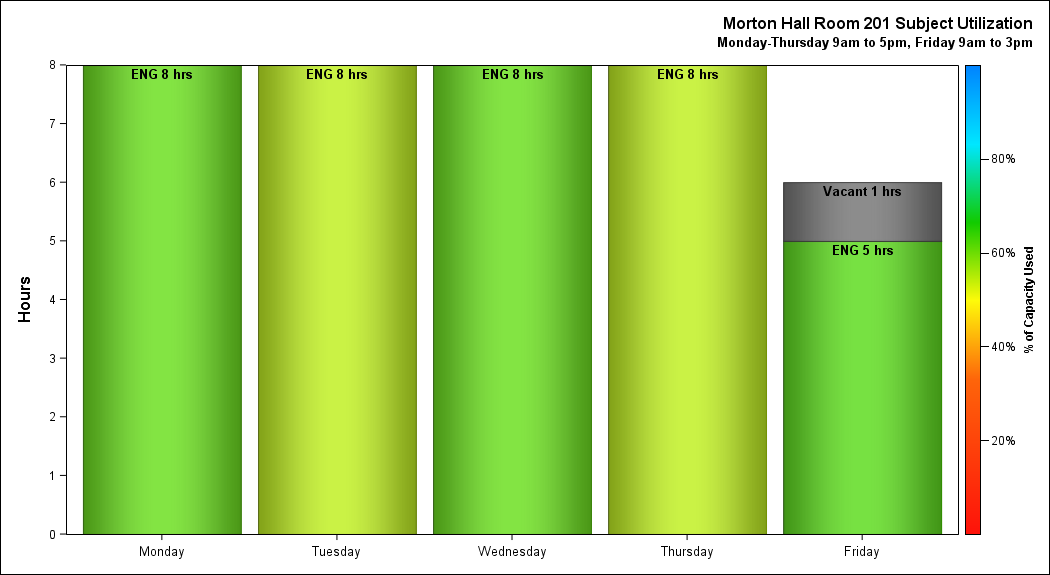 Morton Hall Room 201 Subject Utilization
Monday-Thursday 9am to 5pm, Friday 9am to 3pm
Hours
8
7
6
5
4
3
2
1
0
ENG 8 hrs
ENG 8 hrs
ENG 8 hrs
ENG 8 hrs
Vacant 1 hrs
ENG 5 hrs
Monday
Tuesday
Wednesday
Thursday
Friday
80%
60%
40%
20%
% of Capacity Used